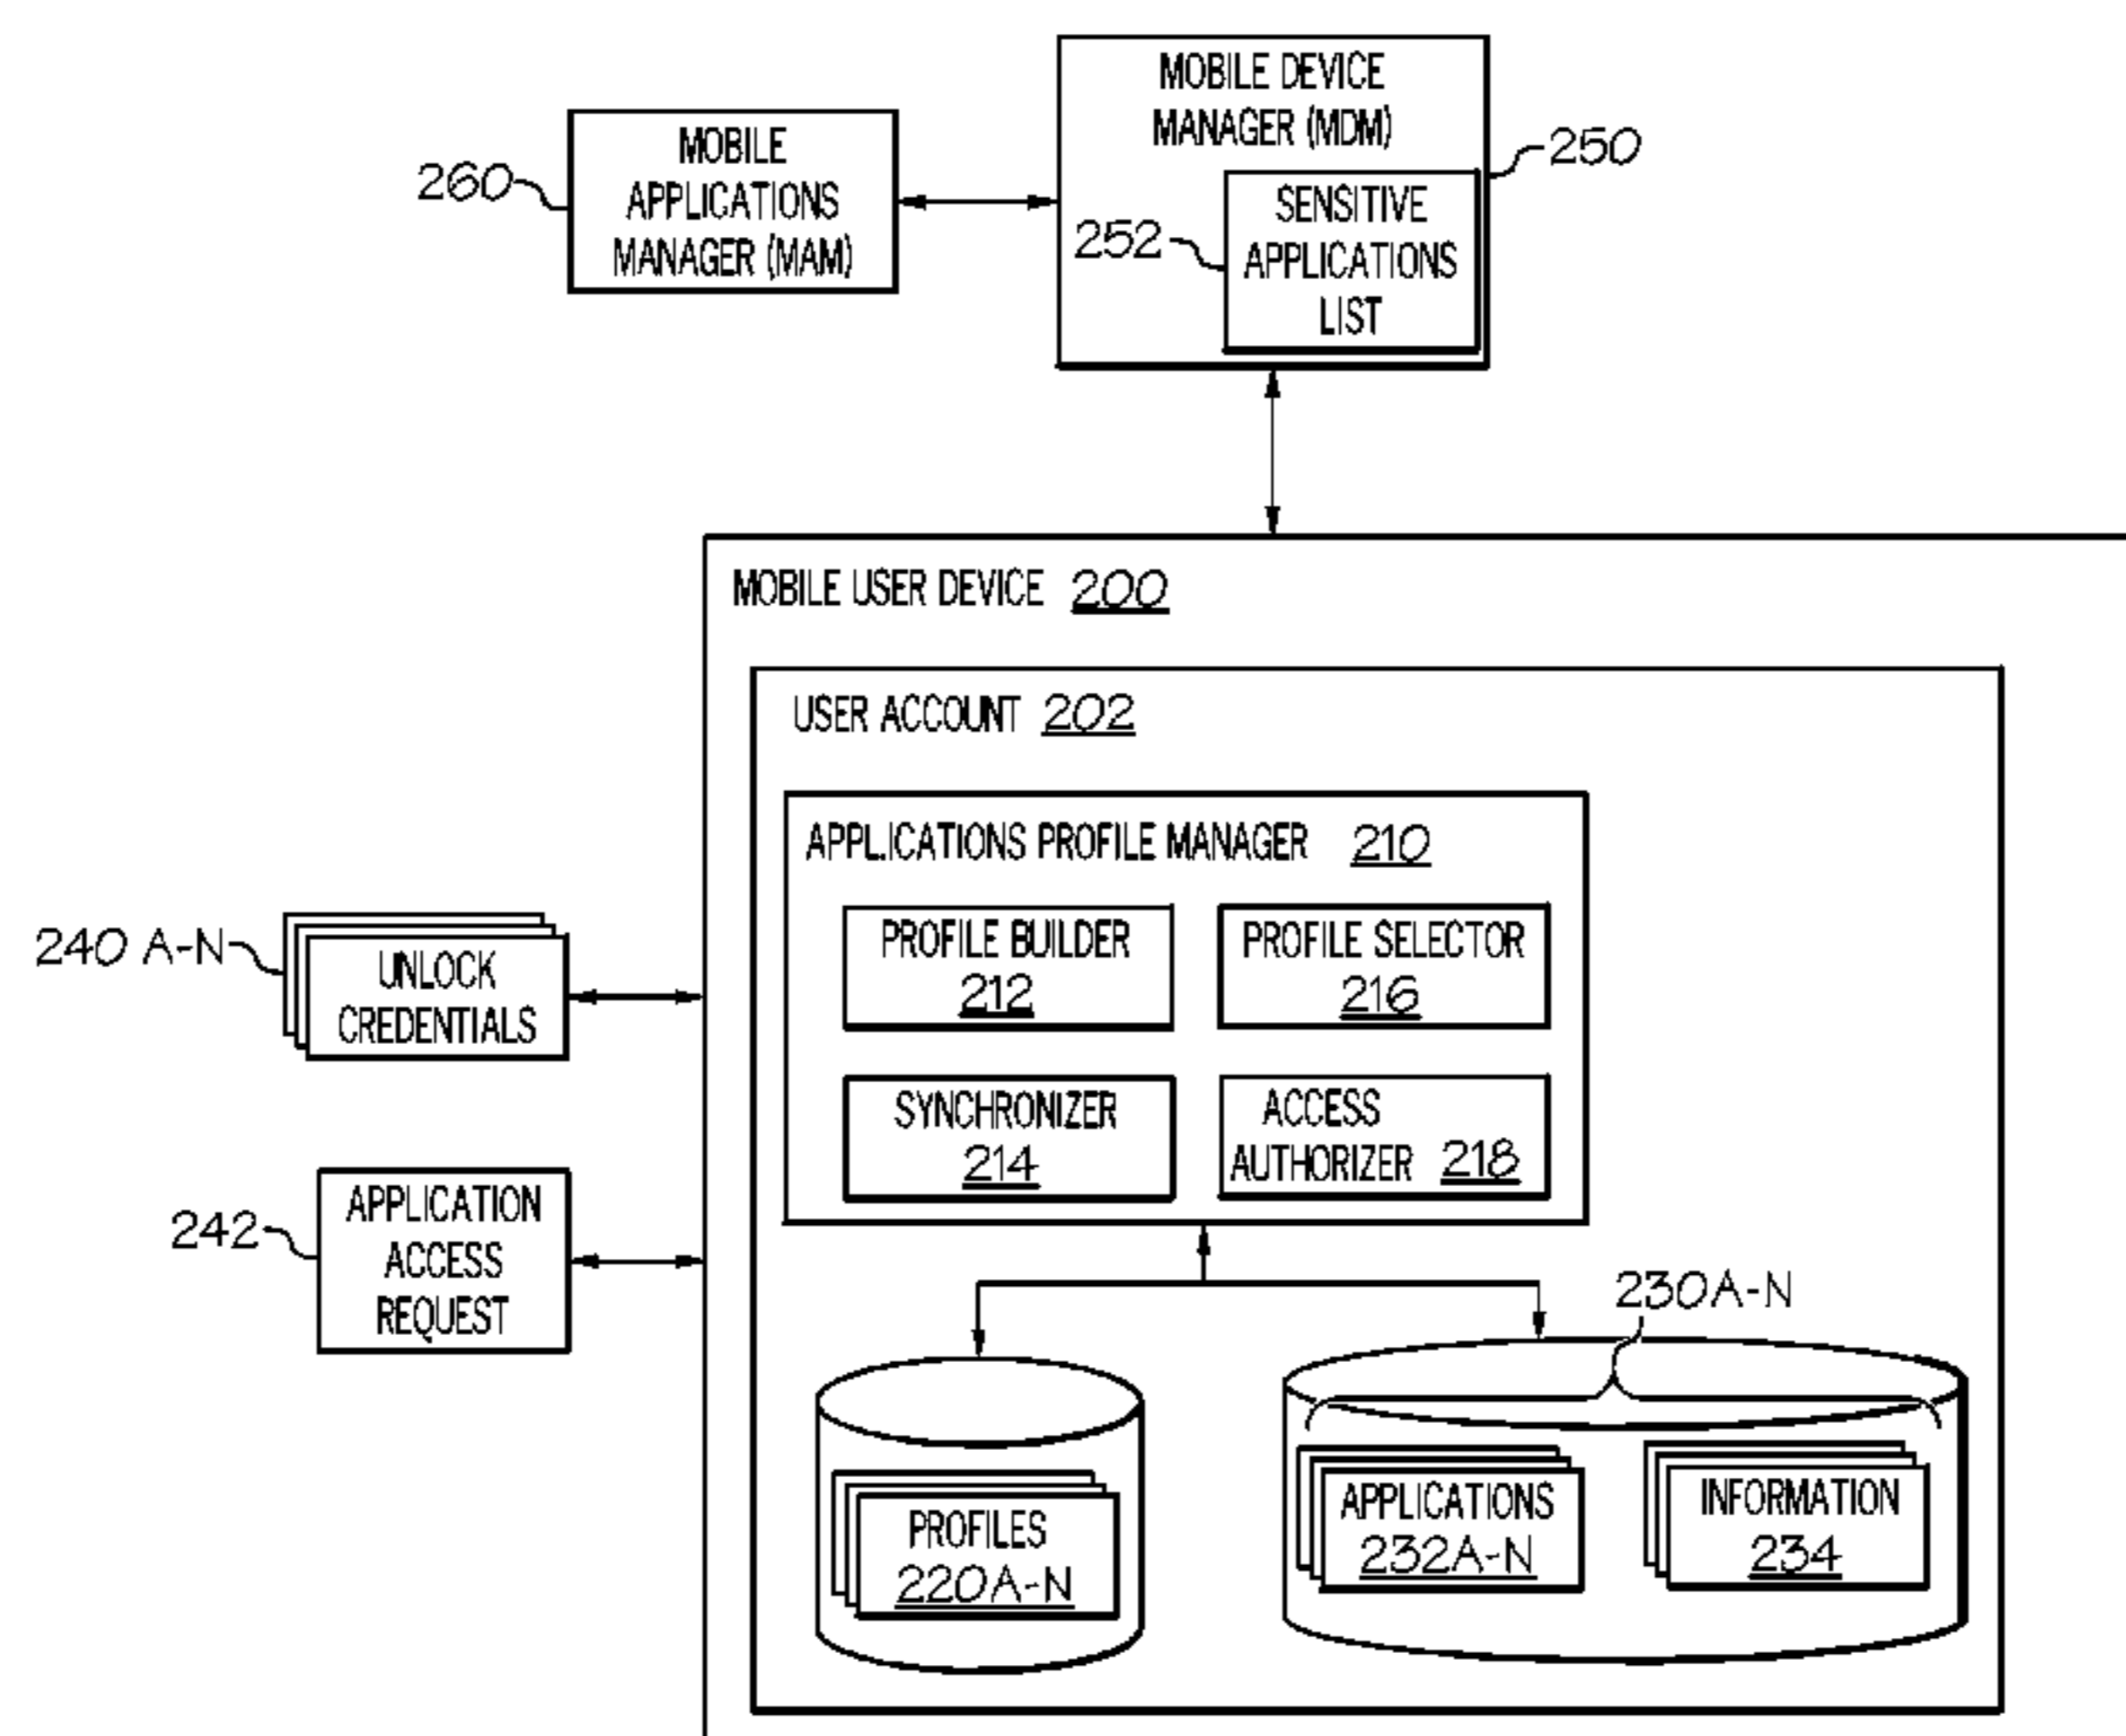 MOBILE DEVICE
MANAGER (MDM)
250
MOBILE
APPLICATIONS
MANAGER (MAM)
260
SENSITIVE
APPLICATIONS
LIST
252
MOBILE USER DEVICE 200
USER ACCOUNT 202
APPLICATIONS PROFILE MANAGER 210
PROFILE BUILDER
212
PROFILE SELECTOR
216
240 A-N
UNLOCK
CREDENTIALS
SYNCHRONIZER
214
ACCESS
AUTHORIZER 218
242
APPLICATION
ACCESS
REQUEST
230A-N
PROFILES
220A-N
APPLICATIONS
232A-N
INFORMATION
234